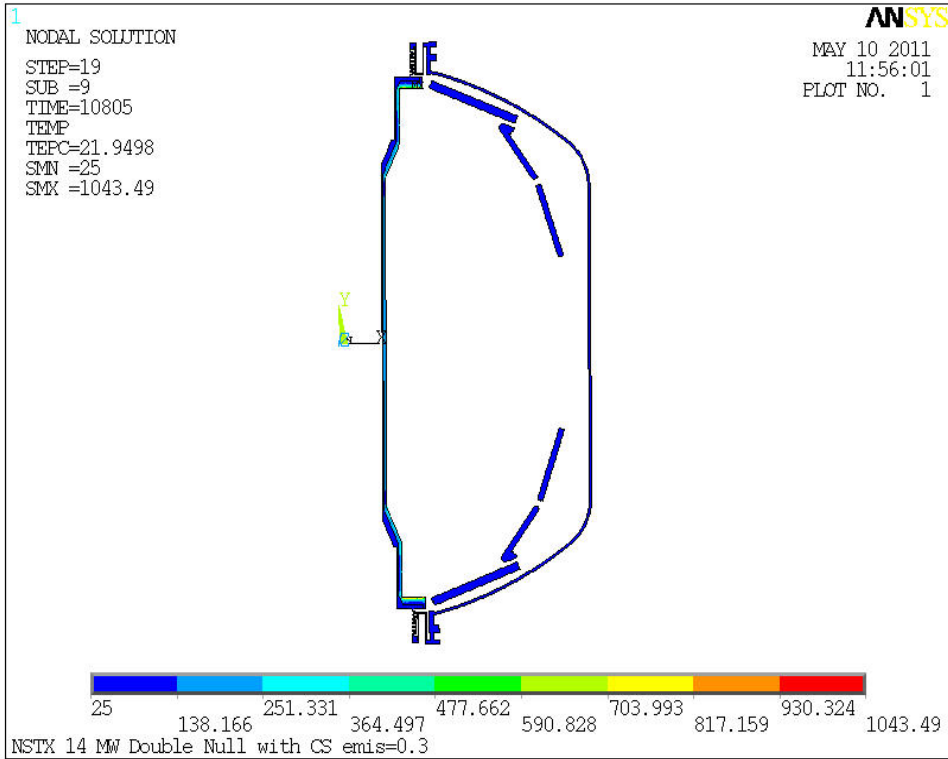 1
ANSYS
NODAL SOLUTION
STEP=19
SUB =9
TIME=10805
TEMP
TEPC=21.9498
SMN =25
SMX =1043.49
MAY 10 2011
11:56:01
PLOT NO. 1
Y
X
25 138.166 251.331 364.497 477.662 590.828 703.993 817.159 930.324 1043.49
NSTX 14 MW Double Null with CS emis=0.3